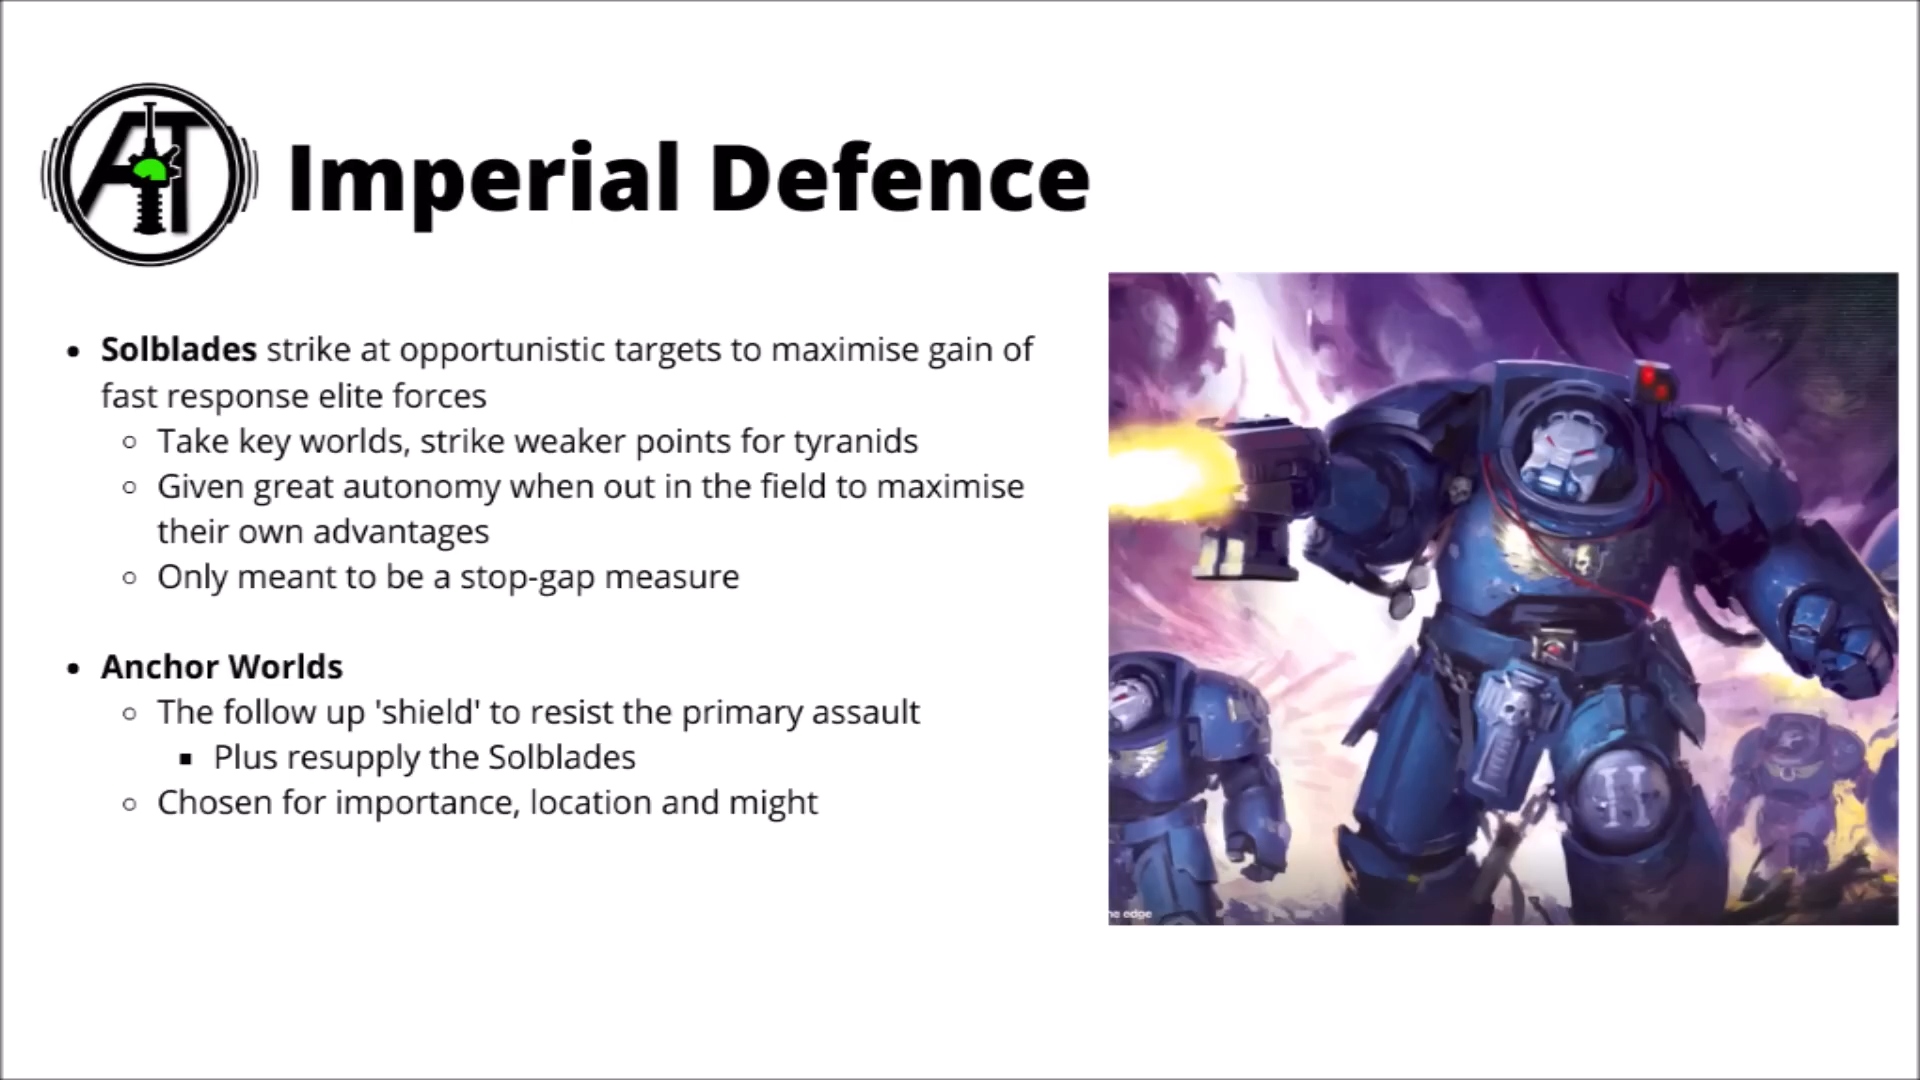 AT
Imperial Defence
• Solblades strike at opportunistic targets to maximise gain of
fast response elite forces
○ Take key worlds, strike weaker points for tyranids
○ Given great autonomy when out in the field to maximise
their own advantages
○ Only meant to be a stop-gap measure
• Anchor Worlds
○ The follow up 'shield' to resist the primary assault
▪ Plus resupply the Solblades
○ Chosen for importance, location and might
II
edge